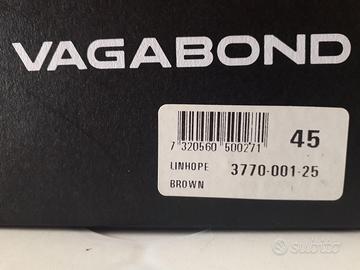 VAGABOND
7 320560 500271
45
LINHOPE 3770-001-25
BROWN
subito